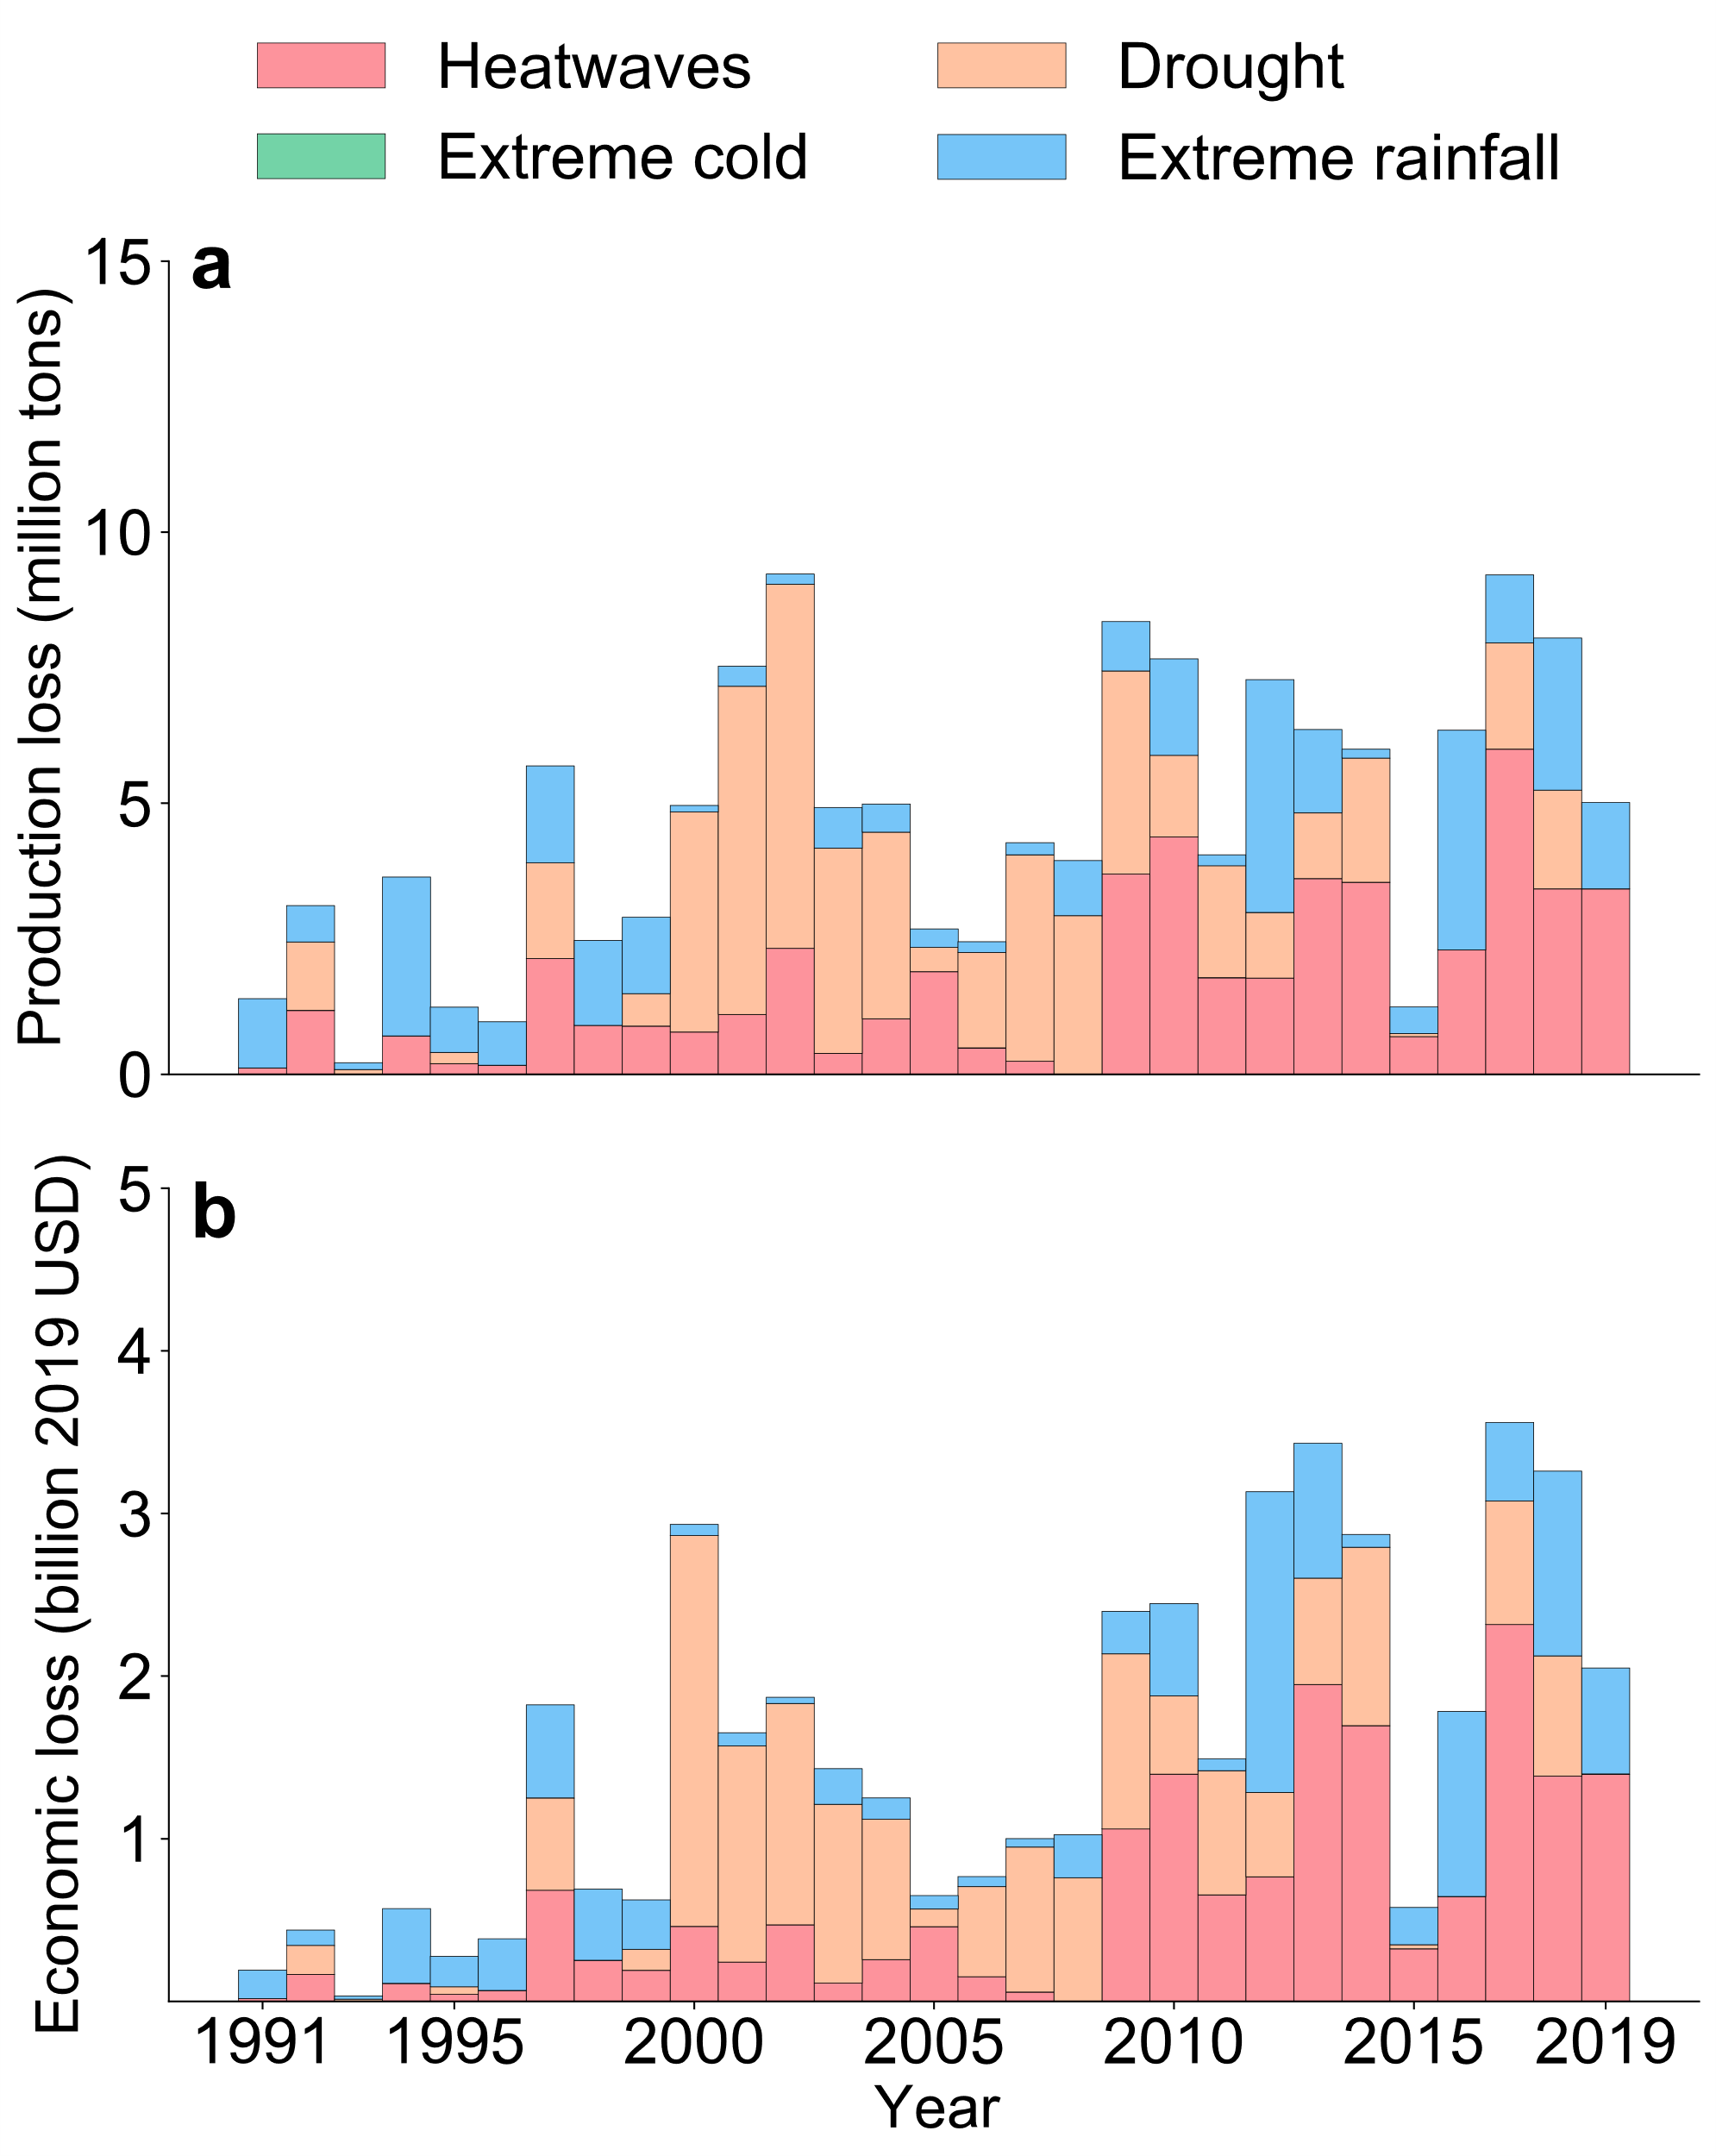 Heatwaves
Drought
Extreme cold
Extreme rainfall
a
Production loss (million tons)
15
10
5
0
b
Economic loss (billion 2019 USD)
5
4
3
2
1
1991 1995 2000 2005 2010 2015 2019
Year